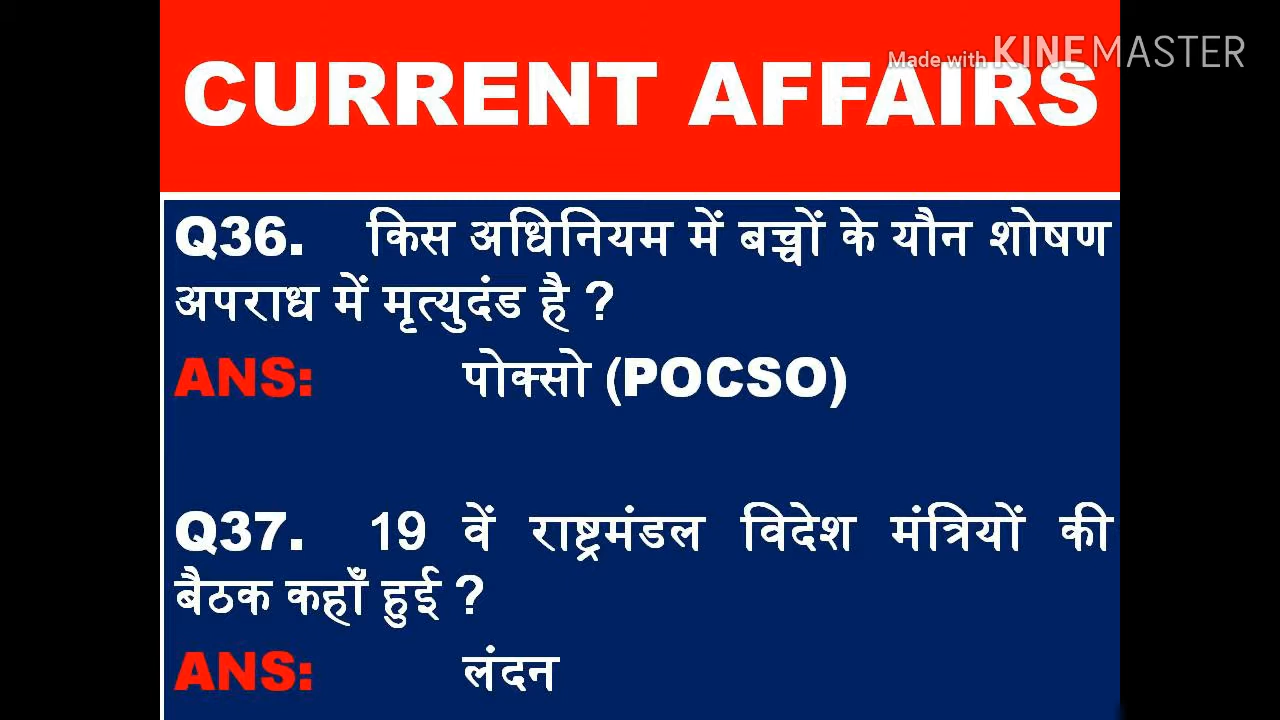 Made with KINEMASTER
CURRENT AFFAIRS
Q36. किस अधिनियम में बच्चों के यौन शोषण
अपराध में मृत्युदंड है ?
ANS: पोक्सो (POCSO)
Q37. 19 वें राष्ट्रमंडल विदेश मंत्रियों की
बैठक कहाँ हुई ?
ANS: लंदन